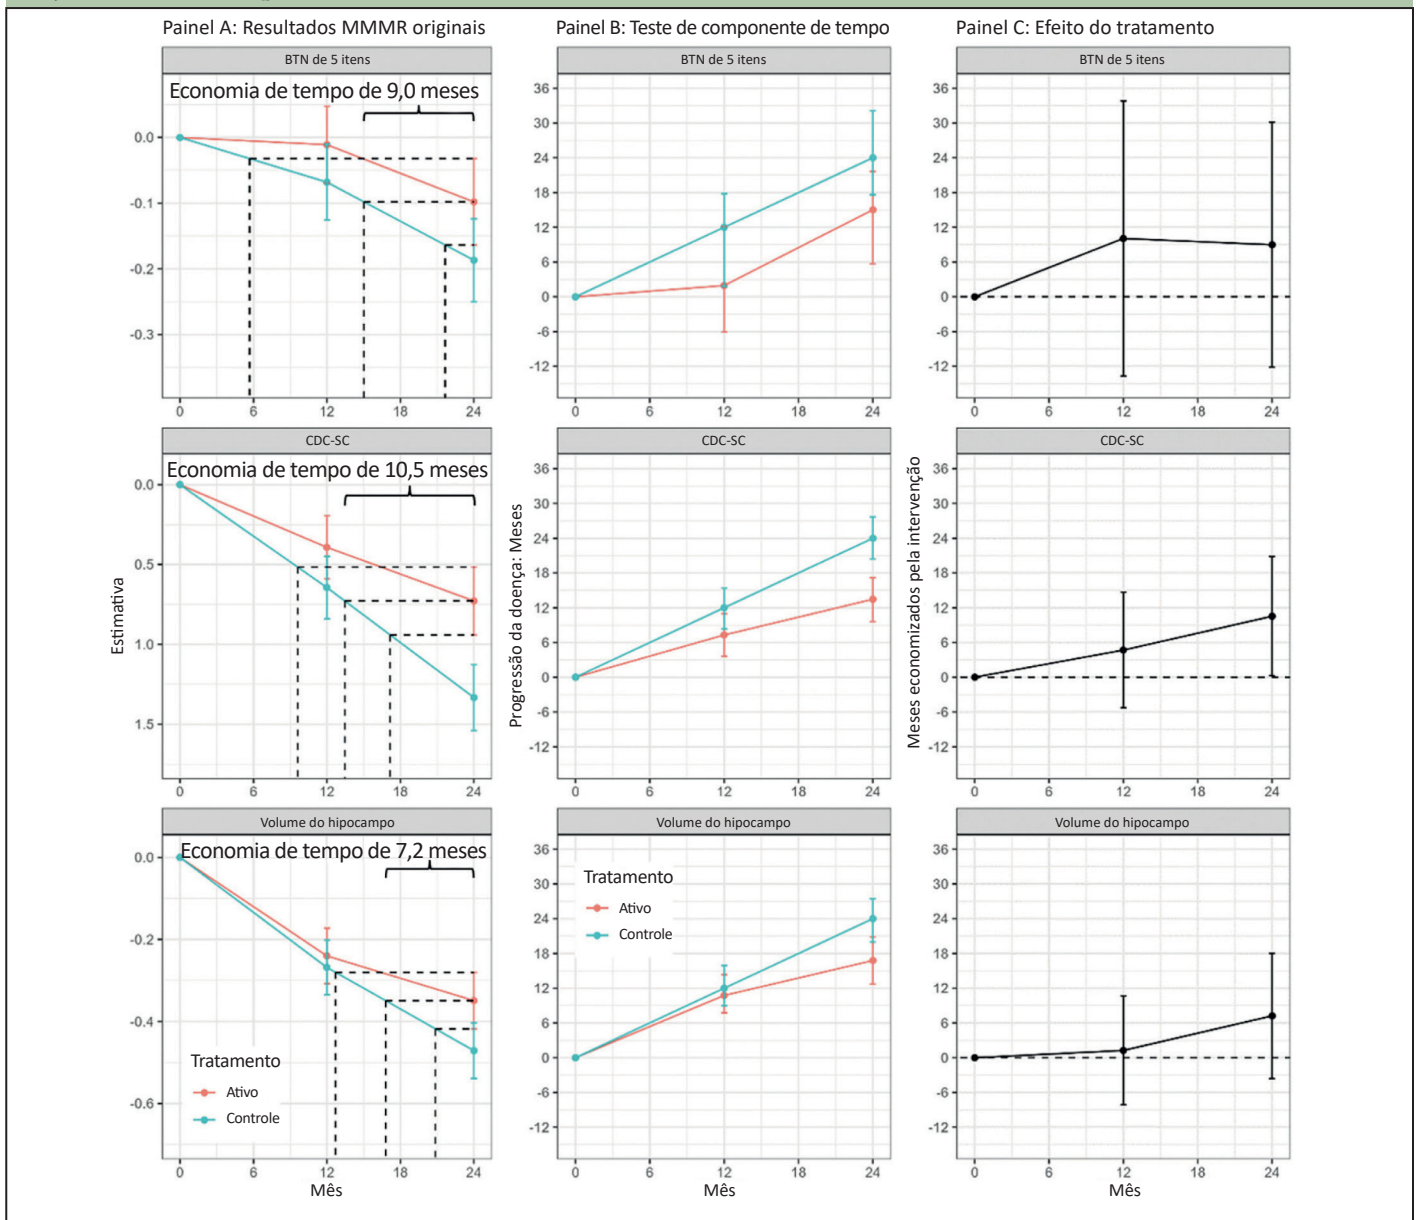 Painel A: Resultados MMMR originais
BTN de 5 itens
Economia de tempo de 9,0 meses
0.0
-0.1
-0.2
-0.3
0 6 12 18 24
CDC-SC
Economia de tempo de 10,5 meses
0.0
0.5
1.0
1.5
Estimativa
0 6 12 18 24
Volume do hipocampo
Economia de tempo de 7,2 meses
0.0
-0.2
-0.4
-0.6
Tratamento
Ativo
Controle
0 6 12 18 24
Mês
Painel B: Teste de componente de tempo
BTN de 5 itens
36
30
24
18
12
6
0
-6
-12
0 6 12 18 24
CDC-SC
36
30
24
18
12
6
0
-6
-12
Progressão da doença: Meses
0 6 12 18 24
Volume do hipocampo
36
30
24
18
12
6
0
-6
-12
Tratamento
Ativo
Controle
0 6 12 18 24
Mês
Painel C: Efeito do tratamento
BTN de 5 itens
36
30
24
18
12
6
0
-6
-12
0 6 12 18 24
CDC-SC
36
30
24
18
12
6
0
-6
-12
Meses economizados pela intervenção
0 6 12 18 24
Volume do hipocampo
36
30
24
18
12
6
0
-6
-12
0 6 12 18 24
Mês